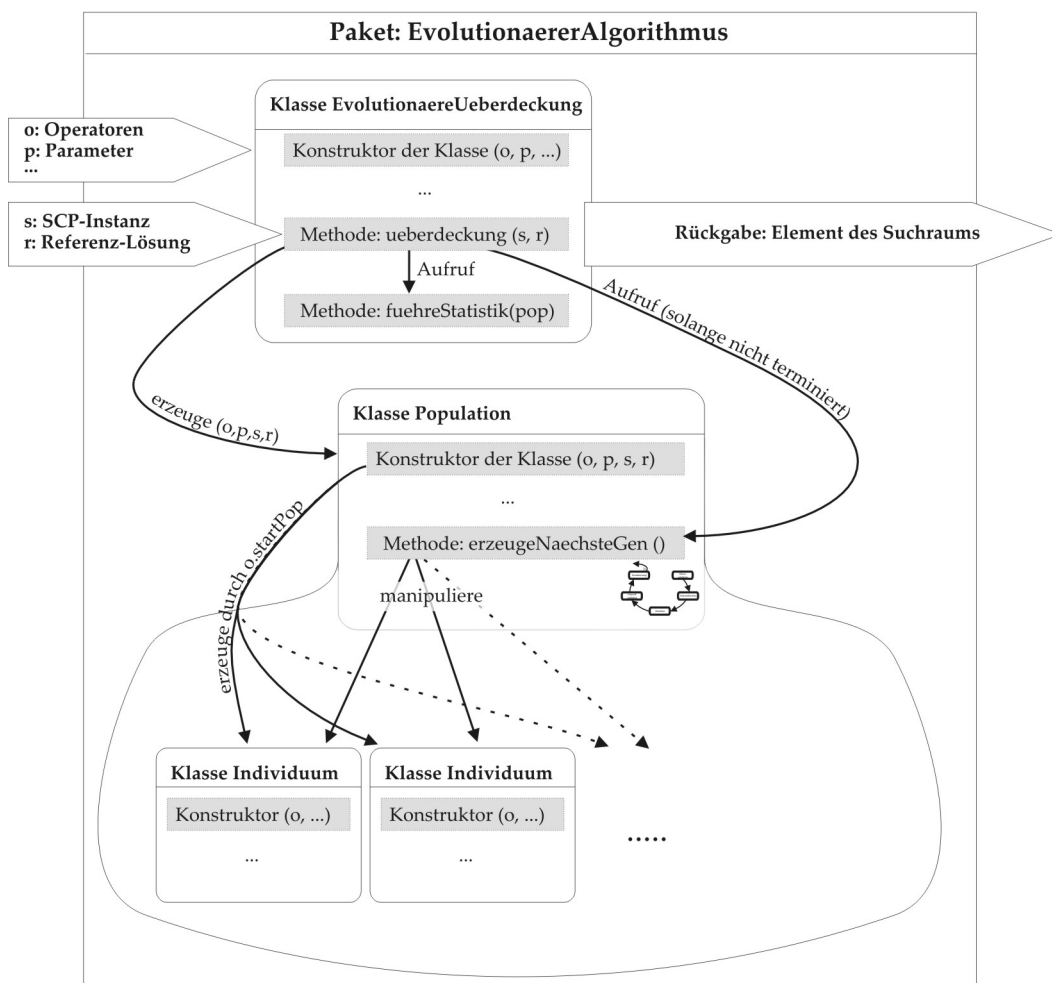 Paket: EvolutionaererAlgorithmus
Klasse EvolutionaereUeberdeckung
o: Operatoren
p: Parameter
...
Konstruktor der Klasse (o, p, ...)
...
s: SCP-Instanz
r: Referenz-Lösung
Methode: ueberdeckung (s, r)
Rückgabe: Element des Suchraums
Aufruf
Methode: fuehreStatistik(pop)
Aufruf (solange nicht terminiert)
erzeuge (o,p,s,r)
Klasse Population
Konstruktor der Klasse (o, p, s, r)
...
Methode: erzeugeNaechsteGen ()
manipuliere
erzeuge durch o.startPop
Klasse Individuum
Konstruktor (o, ...)
...
Klasse Individuum
Konstruktor (o, ...)
...
.....